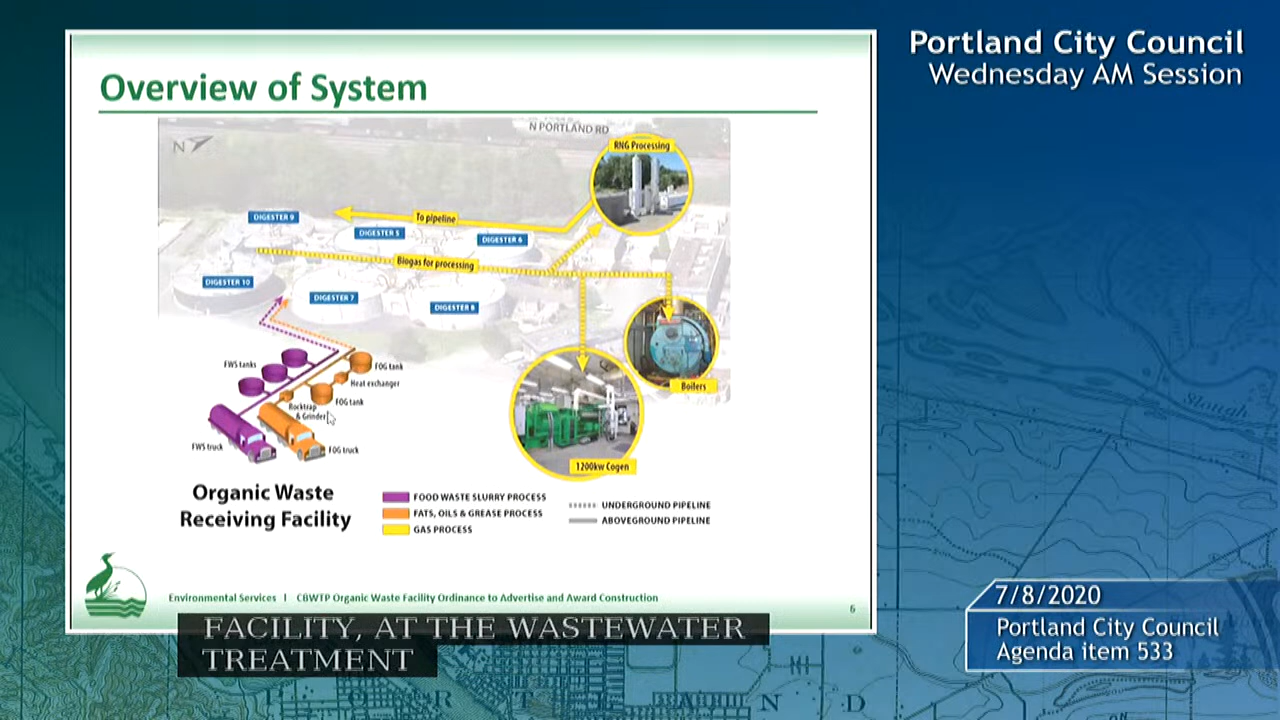 Portland City Council
Wednesday AM Session
Overview of System
N PORTLAND RD
N
RNG Processing
DIGESTER 9
To pipeline
DIGESTER 5
DIGESTER 6
Biogas for processing
DIGESTER 10
DIGESTER 7
DIGESTER 8
FWS tanks
FOG tank
Heat exchanger
FOG tank
Rocktrap
& Grinder
FWS truck
FOG truck
Boilers
1200kw Cogen
Organic Waste
Receiving Facility
FOOD WASTE SLURRY PROCESS
FATS, OILS & GREASE PROCESS
GAS PROCESS
UNDERGROUND PIPELINE
ABOVEGROUND PIPELINE
Environmental Services | CBWTP Organic Waste Facility Ordinance to Advertise and Award Construction
6
FACILITY, AT THE WASTEWATER
TREATMENT
Slough
7/8/2020
Portland City Council
Agenda item 533
O R T L A N D